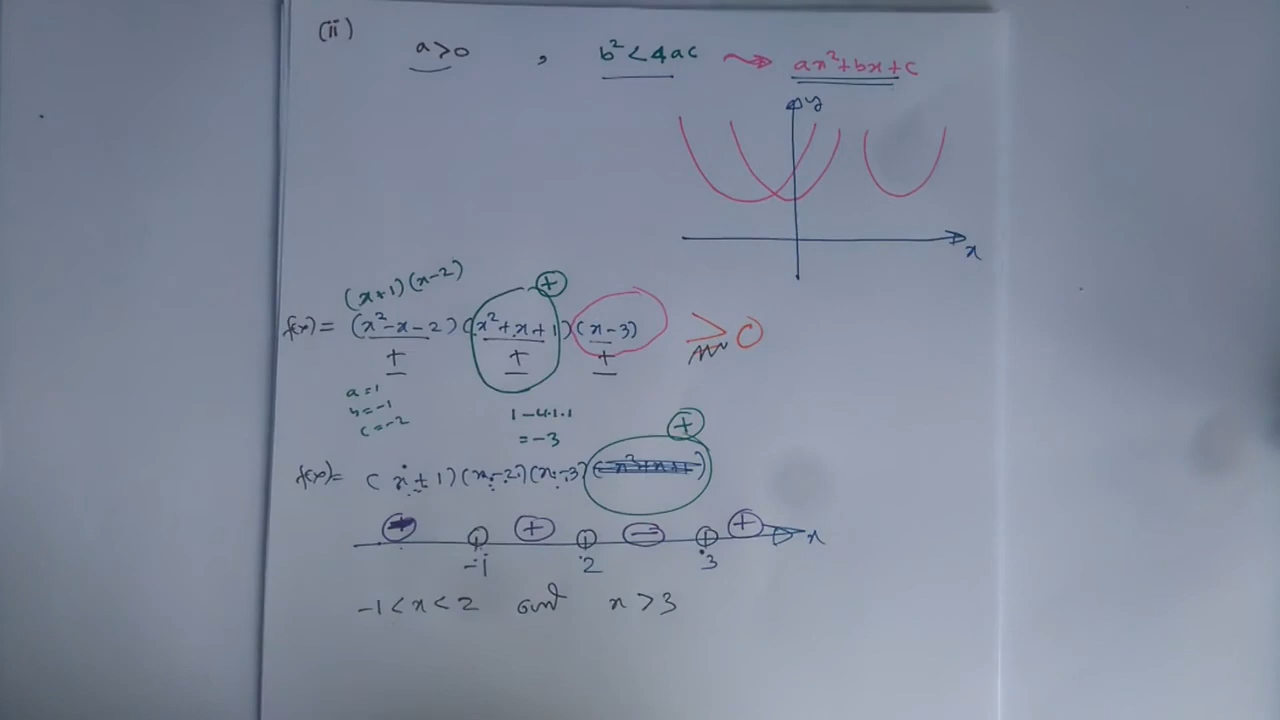 (ii)
a>0 , b²<4ac ⇝ ax²+bx+c
y
x
(x+1)(x-2) +
f(x) = (x²-x-2)(x²+x+1)(x-3) ≥ 0
+ + +
a=1
b=-1
c=-2
1-4.1.1
=-3
+
f(x)= (x+1)(x-2)(x-3)
+ - + x
-1 2 3
-1<x<2 and x>3